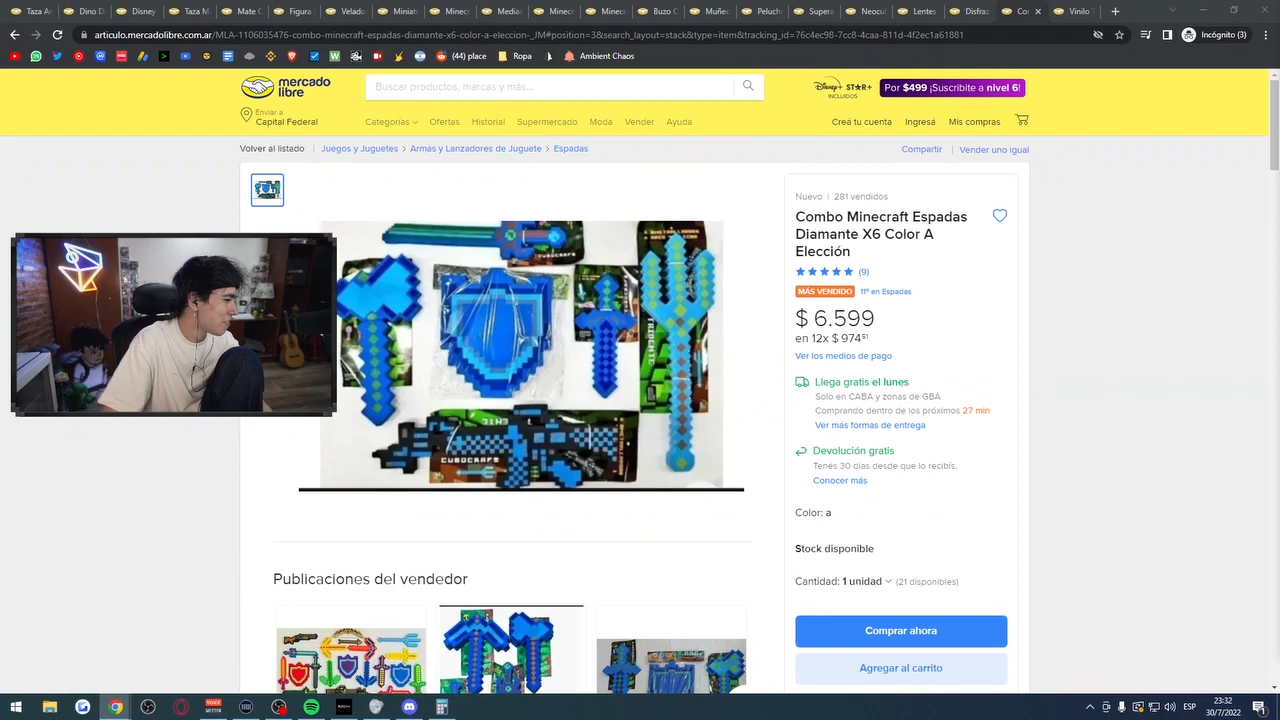 Incógnito (3)
articulo.mercadolibre.com.ar/MLA-1106035476-combo-minecraft-espadas-diamante-x6-color-a-eleccion-_JM#position=3&search_layout=stack&type=item&tracking_id=76c4ec98-7cc8-4caa-811d-4f2ec1a61881
(44) place
Ropa
Ambient Chaos
mercado libre
Buscar productos, marcas y más...
Disney+ ST★R+
INCLUIDOS
Por $499 ¡Suscribite a nivel 6!
Enviar a
Capital Federal
Categorías
Ofertas
Historial
Supermercado
Moda
Vender
Ayuda
Creá tu cuenta
Ingresá
Mis compras
Volver al listado | Juegos y Juguetes > Armas y Lanzadores de Juguete > Espadas
Compartir | Vender uno igual
Nuevo | 281 vendidos
Combo Minecraft Espadas
Diamante X6 Color A
Elección
(9)
MÁS VENDIDO 11º en Espadas
$ 6.599
en 12x $ 974⁵¹
Ver los medios de pago
Llega gratis el lunes
Solo en CABA y zonas de GBA
Comprando dentro de los próximos 27 min
Ver más formas de entrega
Devolución gratis
Tenés 30 días desde que lo recibís.
Conocer más
Color: a
Stock disponible
Cantidad: 1 unidad (21 disponibles)
Comprar ahora
Agregar al carrito
CUBOCRAFT
Publicaciones del vendedor
ESP
23:32
30/7/2022